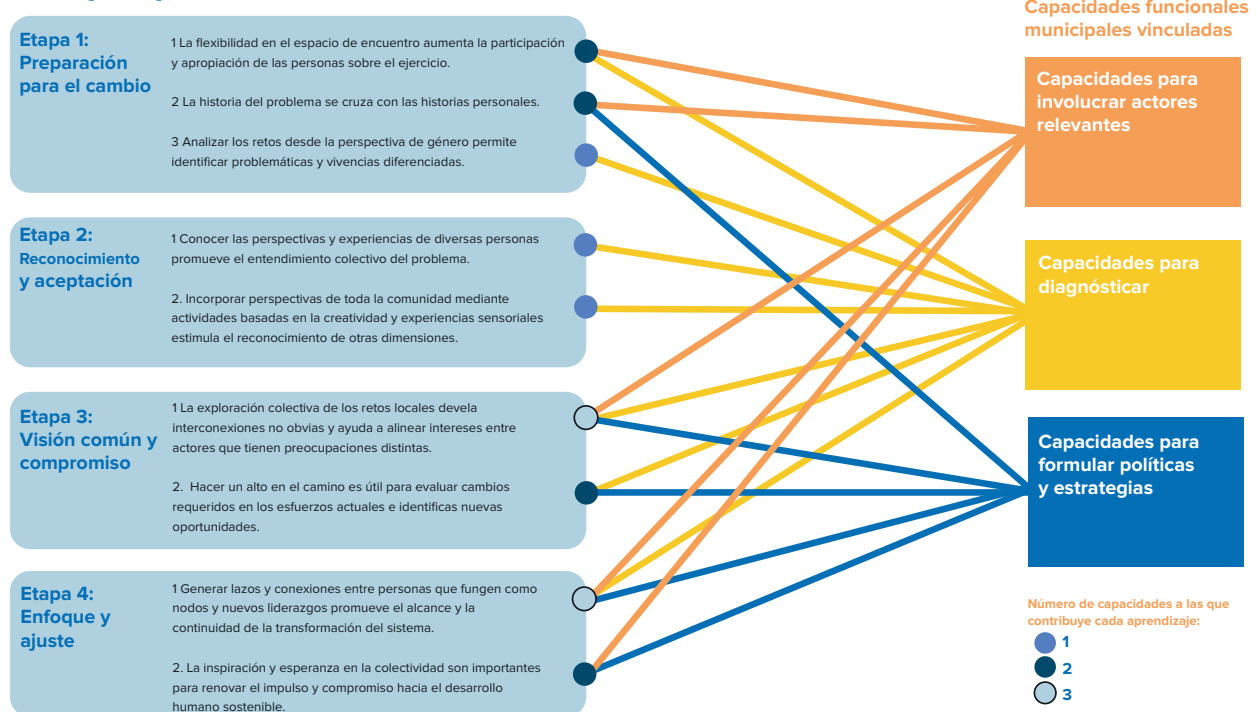 Capacidades funcionales
municipales vinculadas
Etapa 1:
Preparación
para el cambio
1 La flexibilidad en el espacio de encuentro aumenta la participación
y apropiación de las personas sobre el ejercicio.
2 La historia del problema se cruza con las historias personales.
3 Analizar los retos desde la perspectiva de género permite
identificar problemáticas y vivencias diferenciadas.
Etapa 2:
Reconocimiento
y aceptación
1 Conocer las perspectivas y experiencias de diversas personas
promueve el entendimiento colectivo del problema.
2. Incorporar perspectivas de toda la comunidad mediante
actividades basadas en la creatividad y experiencias sensoriales
estimula el reconocimiento de otras dimensiones.
Etapa 3:
Visión común y
compromiso
1 La exploración colectiva de los retos locales devela
interconexiones no obvias y ayuda a alinear intereses entre
actores que tienen preocupaciones distintas.
2. Hacer un alto en el camino es útil para evaluar cambios
requeridos en los esfuerzos actuales e identificas nuevas
oportunidades.
Etapa 4:
Enfoque y
ajuste
1 Generar lazos y conexiones entre personas que fungen como
nodos y nuevos liderazgos promueve el alcance y la
continuidad de la transformación del sistema.
2. La inspiración y esperanza en la colectividad son importantes
para renovar el impulso y compromiso hacia el desarrollo
humano sostenible.
Capacidades para
involucrar actores
relevantes
Capacidades para
diagnósticar
Capacidades para
formular políticas
y estrategias
Número de capacidades a las que
contribuye cada aprendizaje:
1
2
3